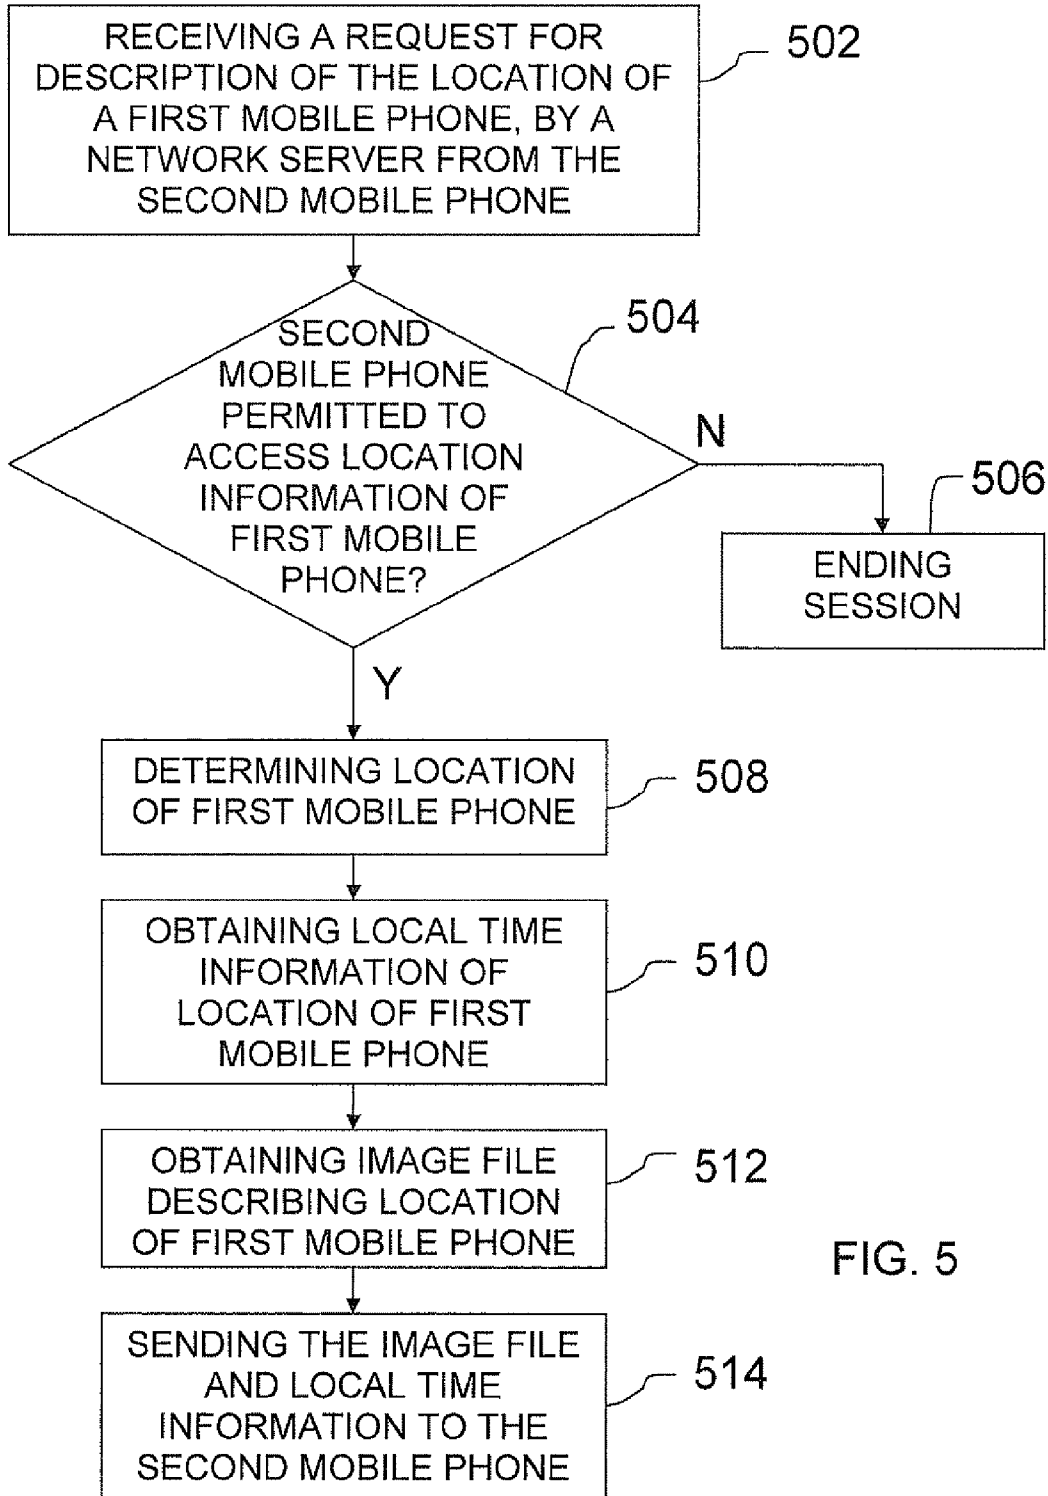 RECEIVING A REQUEST FOR
DESCRIPTION OF THE LOCATION OF
A FIRST MOBILE PHONE, BY A
NETWORK SERVER FROM THE
SECOND MOBILE PHONE
502
SECOND
MOBILE PHONE
PERMITTED TO
ACCESS LOCATION
INFORMATION OF
FIRST MOBILE
PHONE?
504
N
506
ENDING
SESSION
Y
DETERMINING LOCATION
OF FIRST MOBILE PHONE
508
OBTAINING LOCAL TIME
INFORMATION OF
LOCATION OF FIRST
MOBILE PHONE
510
OBTAINING IMAGE FILE
DESCRIBING LOCATION
OF FIRST MOBILE PHONE
512
FIG. 5
SENDING THE IMAGE FILE
AND LOCAL TIME
INFORMATION TO THE
SECOND MOBILE PHONE
514